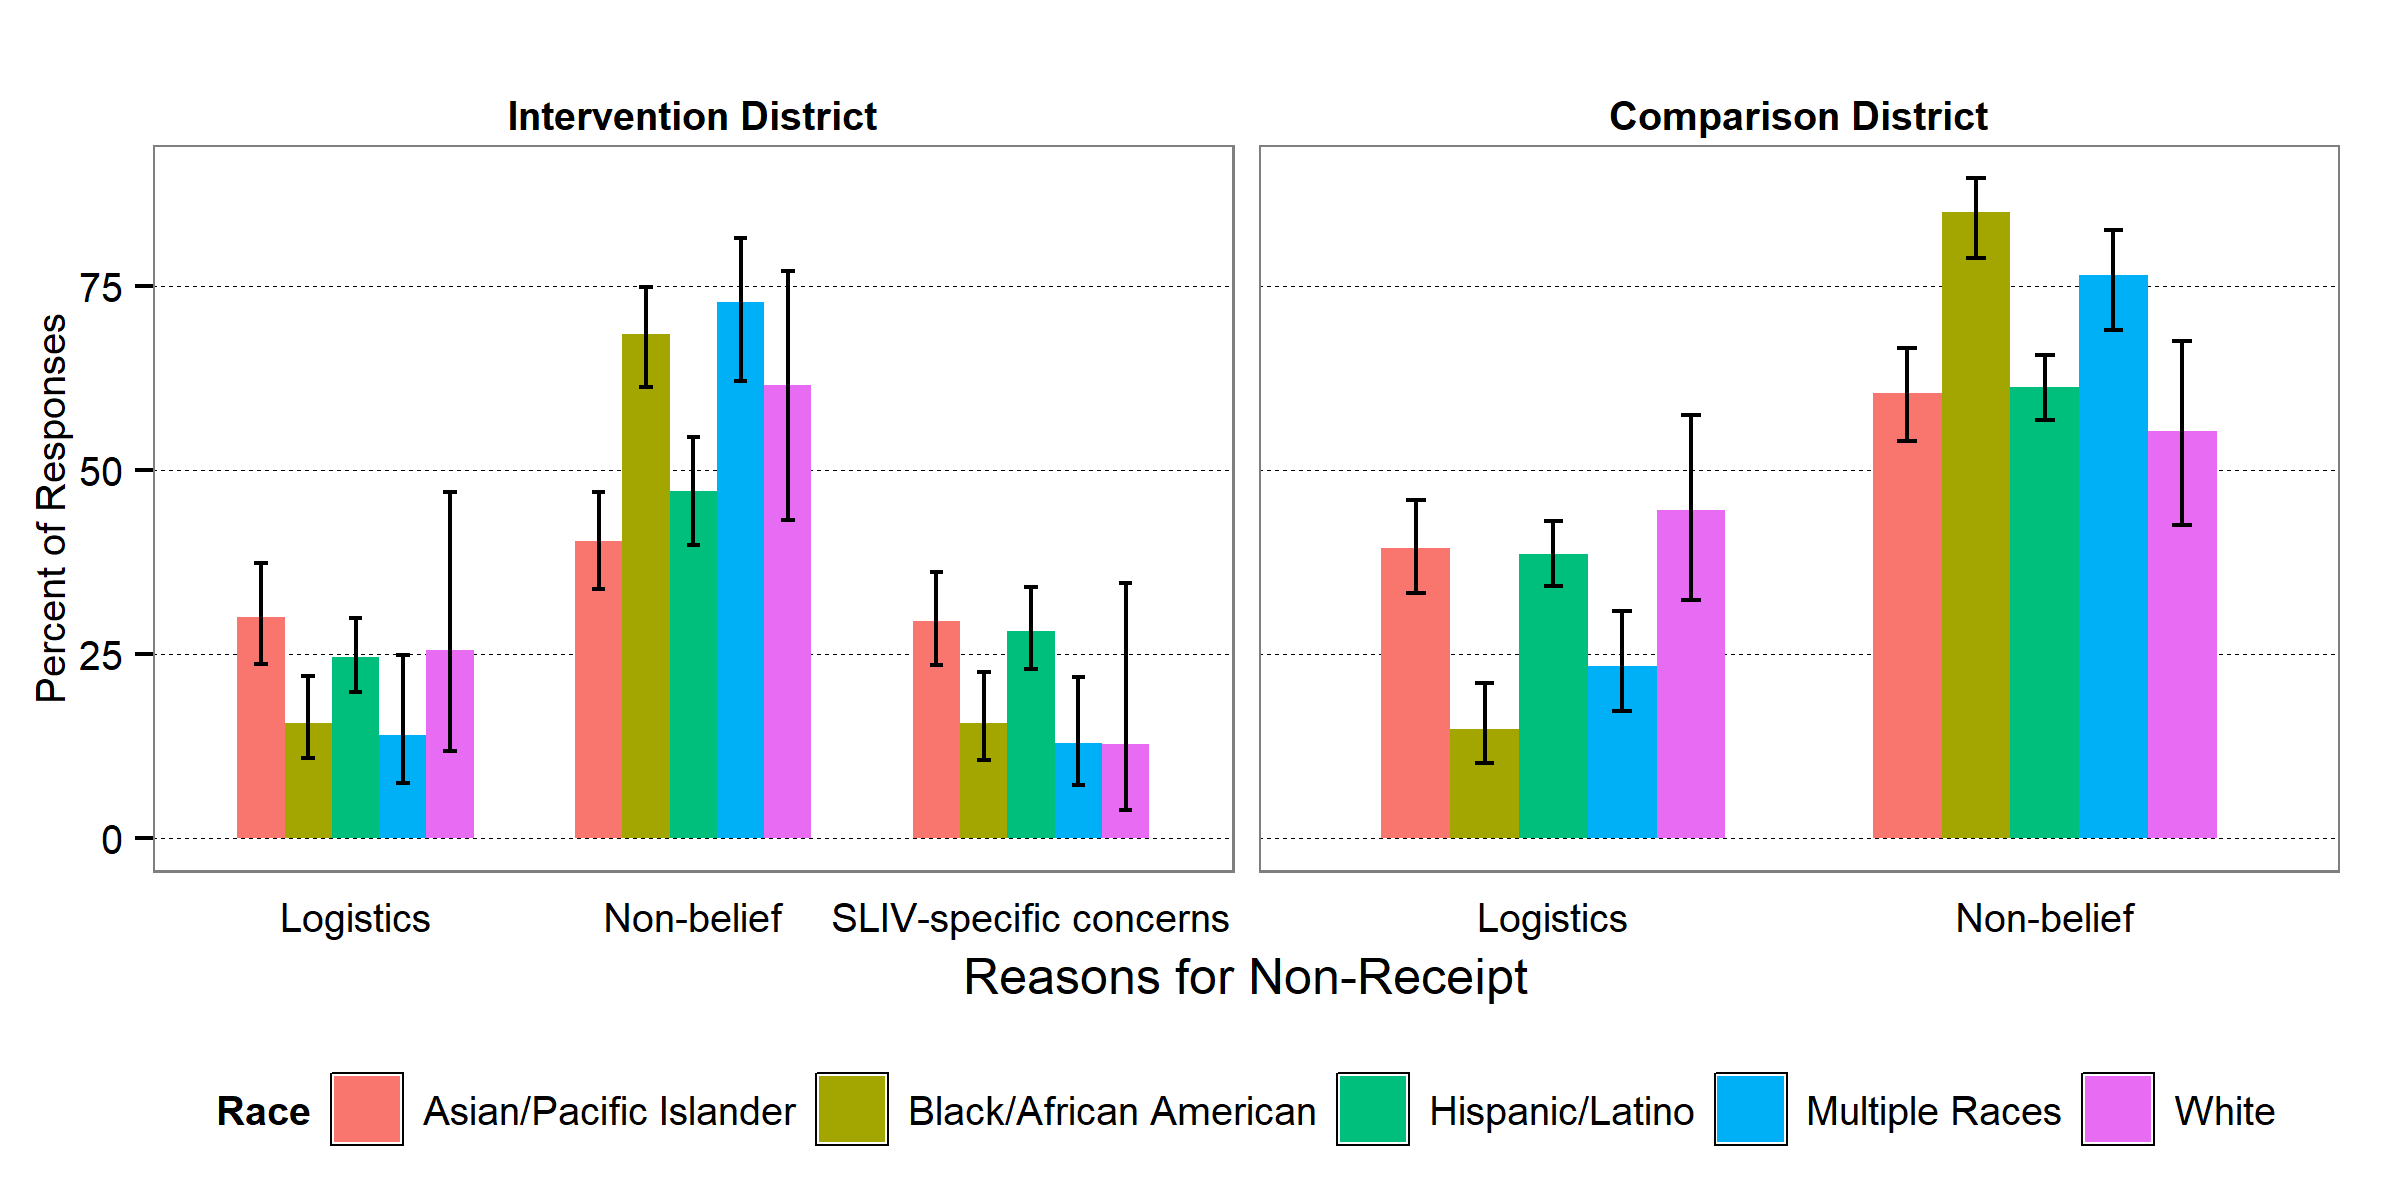 Intervention District
Comparison District
Percent of Responses
75
50
25
0
Logistics
Non-belief
SLIV-specific concerns
Logistics
Non-belief
Reasons for Non-Receipt
Race Asian/Pacific Islander Black/African American Hispanic/Latino Multiple Races White